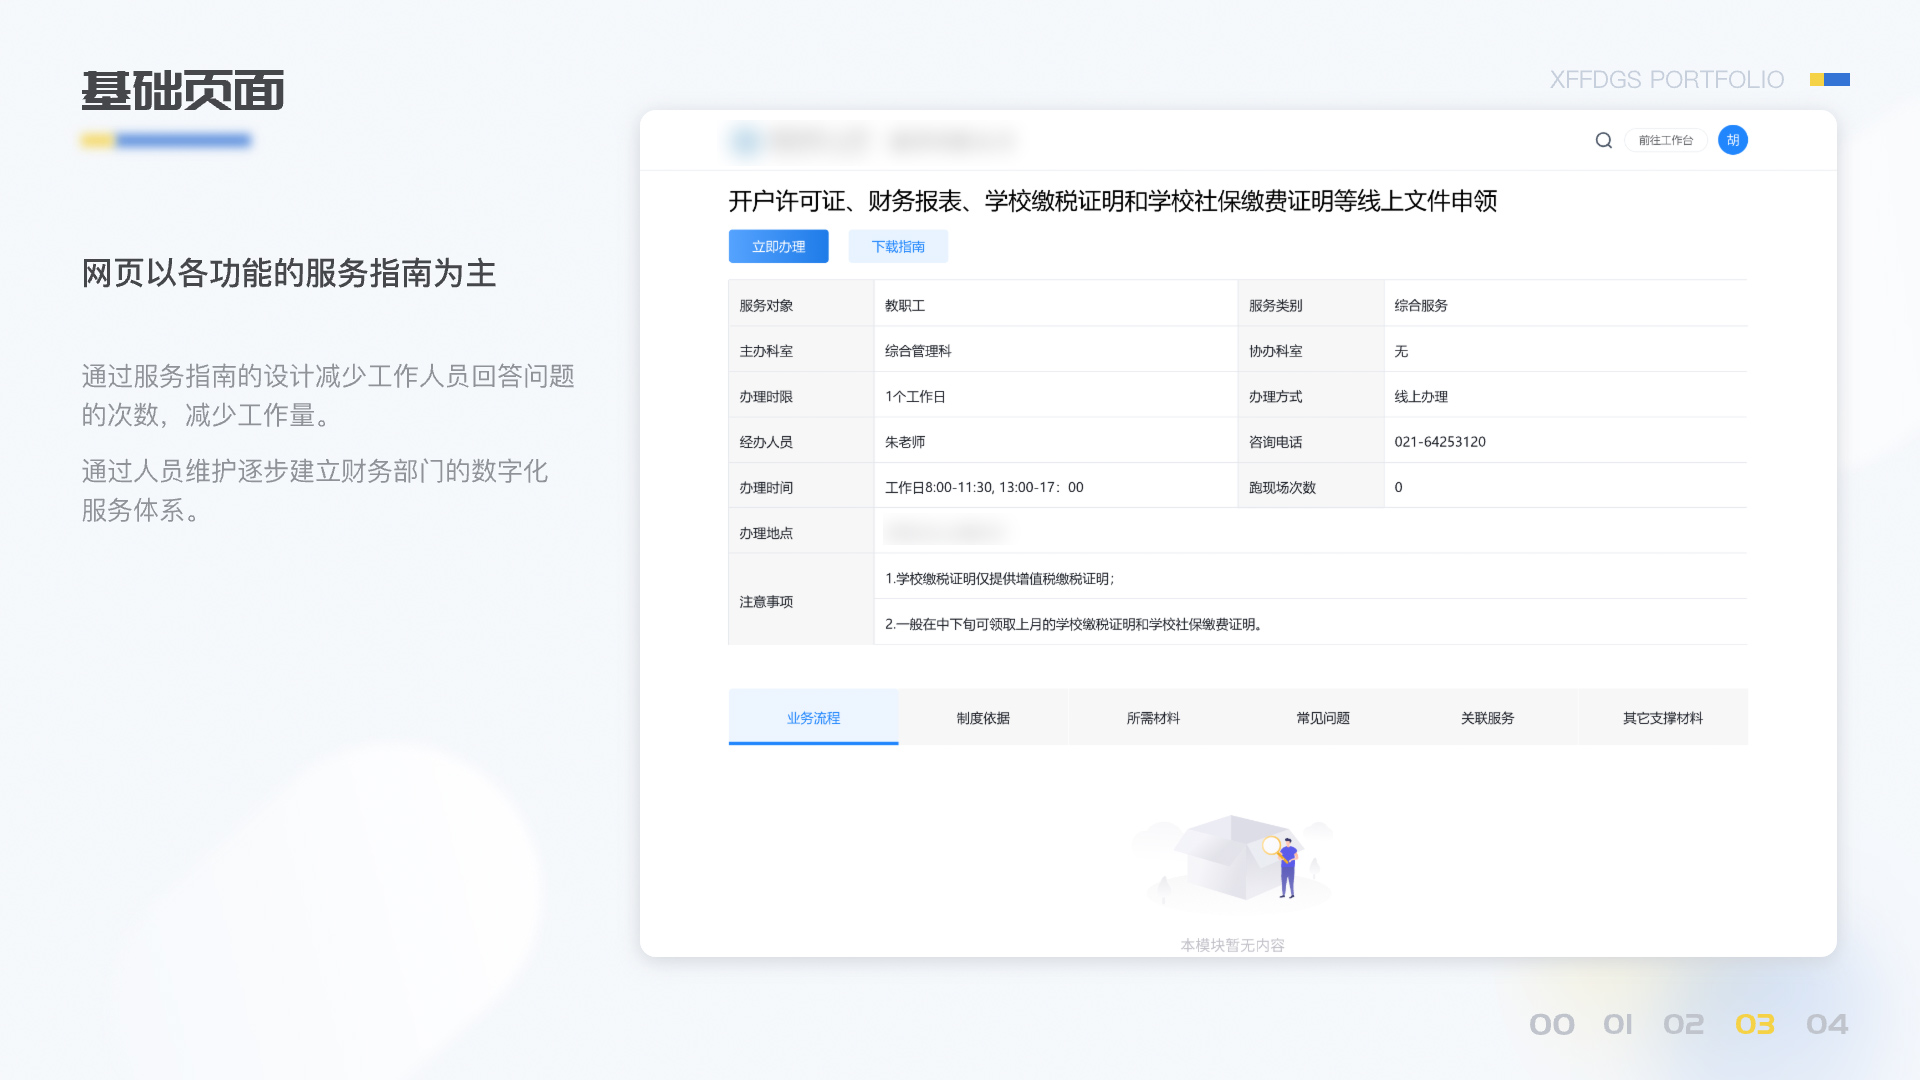 基础页面
XFFDGS PORTFOLIO
网页以各功能的服务指南为主
通过服务指南的设计减少工作人员回答问题
的次数，减少工作量。
通过人员维护逐步建立财务部门的数字化
服务体系。
前往工作台
胡
开户许可证、财务报表、学校缴税证明和学校社保缴费证明等线上文件申领
立即办理 下载指南
服务对象 教职工 服务类别 综合服务
主办科室 综合管理科 协办科室 无
办理时限 1个工作日 办理方式 线上办理
经办人员 朱老师 咨询电话 021-64253120
办理时间 工作日8:00-11:30, 13:00-17：00 跑现场次数 0
办理地点
注意事项
1.学校缴税证明仅提供增值税缴税证明；
2.一般在中下旬可领取上月的学校缴税证明和学校社保缴费证明。
业务流程 制度依据 所需材料 常见问题 关联服务 其它支撑材料
本模块暂无内容
00 01 02 03 04